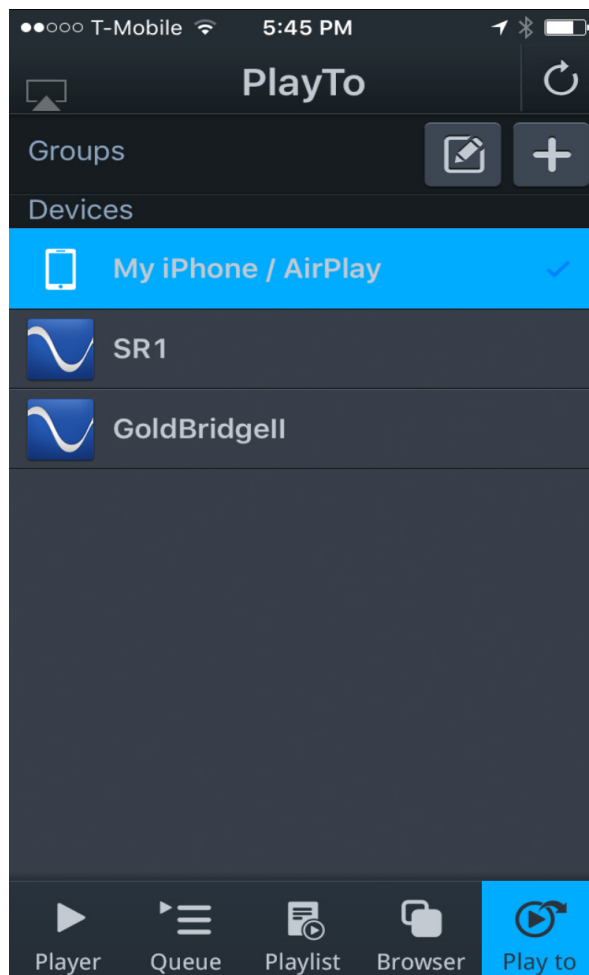 T-Mobile 5:45 PM
PlayTo
Groups
Devices
My iPhone / AirPlay
SR1
GoldBridgeII
Player Queue Playlist Browser Play to